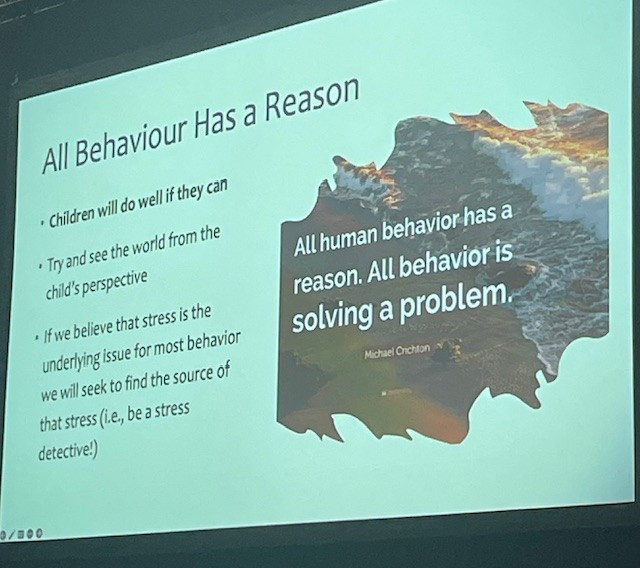 All Behaviour Has a Reason
• Children will do well if they can
• Try and see the world from the
child's perspective
• If we believe that stress is the
underlying issue for most behavior
we will seek to find the source of
that stress (i.e., be a stress
detective!)
All human behavior has a
reason. All behavior is
solving a problem.
Michael Crichton